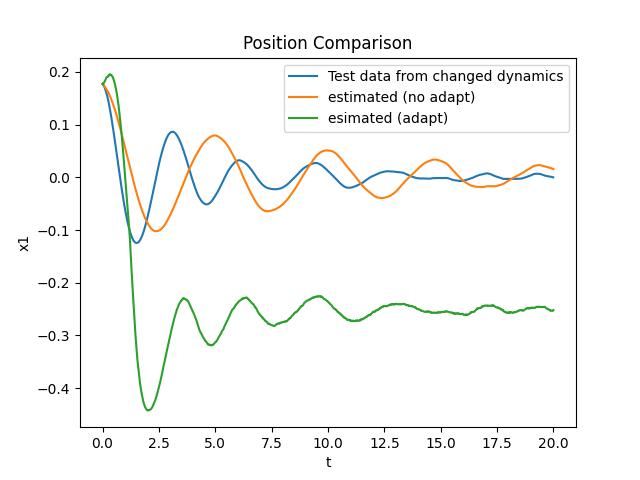 Position Comparison
Test data from changed dynamics
estimated (no adapt)
esimated (adapt)
x1
0.2
0.1
0.0
−0.1
−0.2
−0.3
−0.4
0.0 2.5 5.0 7.5 10.0 12.5 15.0 17.5 20.0
t